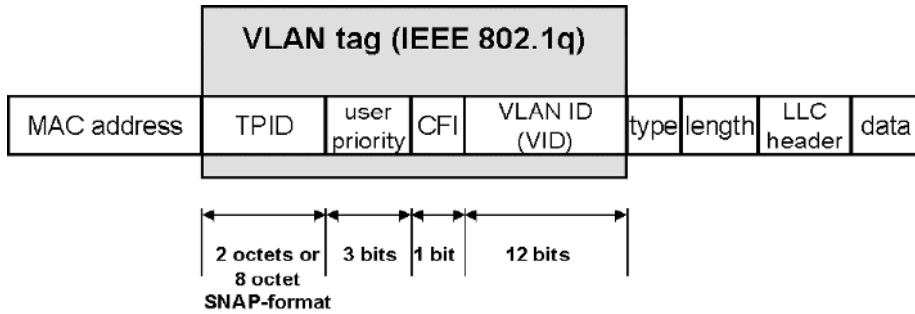 VLAN tag (IEEE 802.1q)
MAC address
TPID
user
priority
CFI
VLAN ID
(VID)
type
length
LLC
header
data
2 octets or
8 octet
SNAP-format
3 bits
1 bit
12 bits